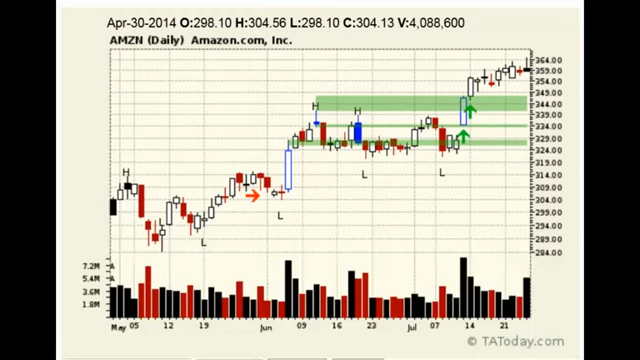 Apr-30-2014 O:298.10 H:304.56 L:298.10 C:304.13 V:4,088,600
AMZN (Daily) Amazon.com, Inc.
364.00
359.00
354.00
349.00
344.00
339.00
334.00
329.00
324.00
319.00
314.00
309.00
304.00
299.00
294.00
289.00
284.00
H
H
H
L
L
L
L
7.2M A
5.4M A
3.6M
1.8M
May 05 12 19 Jun 09 16 23 Jul 07 14 21
© TAToday.com